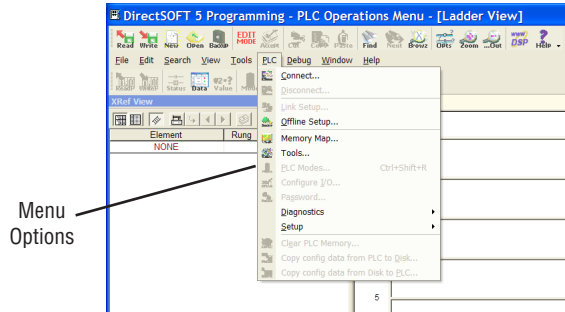 DirectSOFT 5 Programming - PLC Operations Menu - [Ladder View]
Read Write New Open Backup EDIT MODE Accept Cut Copy Paste Find Next Browz Opts Zoom ...Out DSP Help
File Edit Search View Tools PLC Debug Window Help
Read Write Status Data Value Mode
XRef View
Element Rung
NONE
Connect...
Disconnect...
Link Setup...
Offline Setup...
Memory Map...
Tools...
PLC Modes... Ctrl+Shift+R
Configure I/O...
Password...
Diagnostics
Setup
Clear PLC Memory...
Copy config data from PLC to Disk...
Copy config data from Disk to PLC...
Menu
Options
5